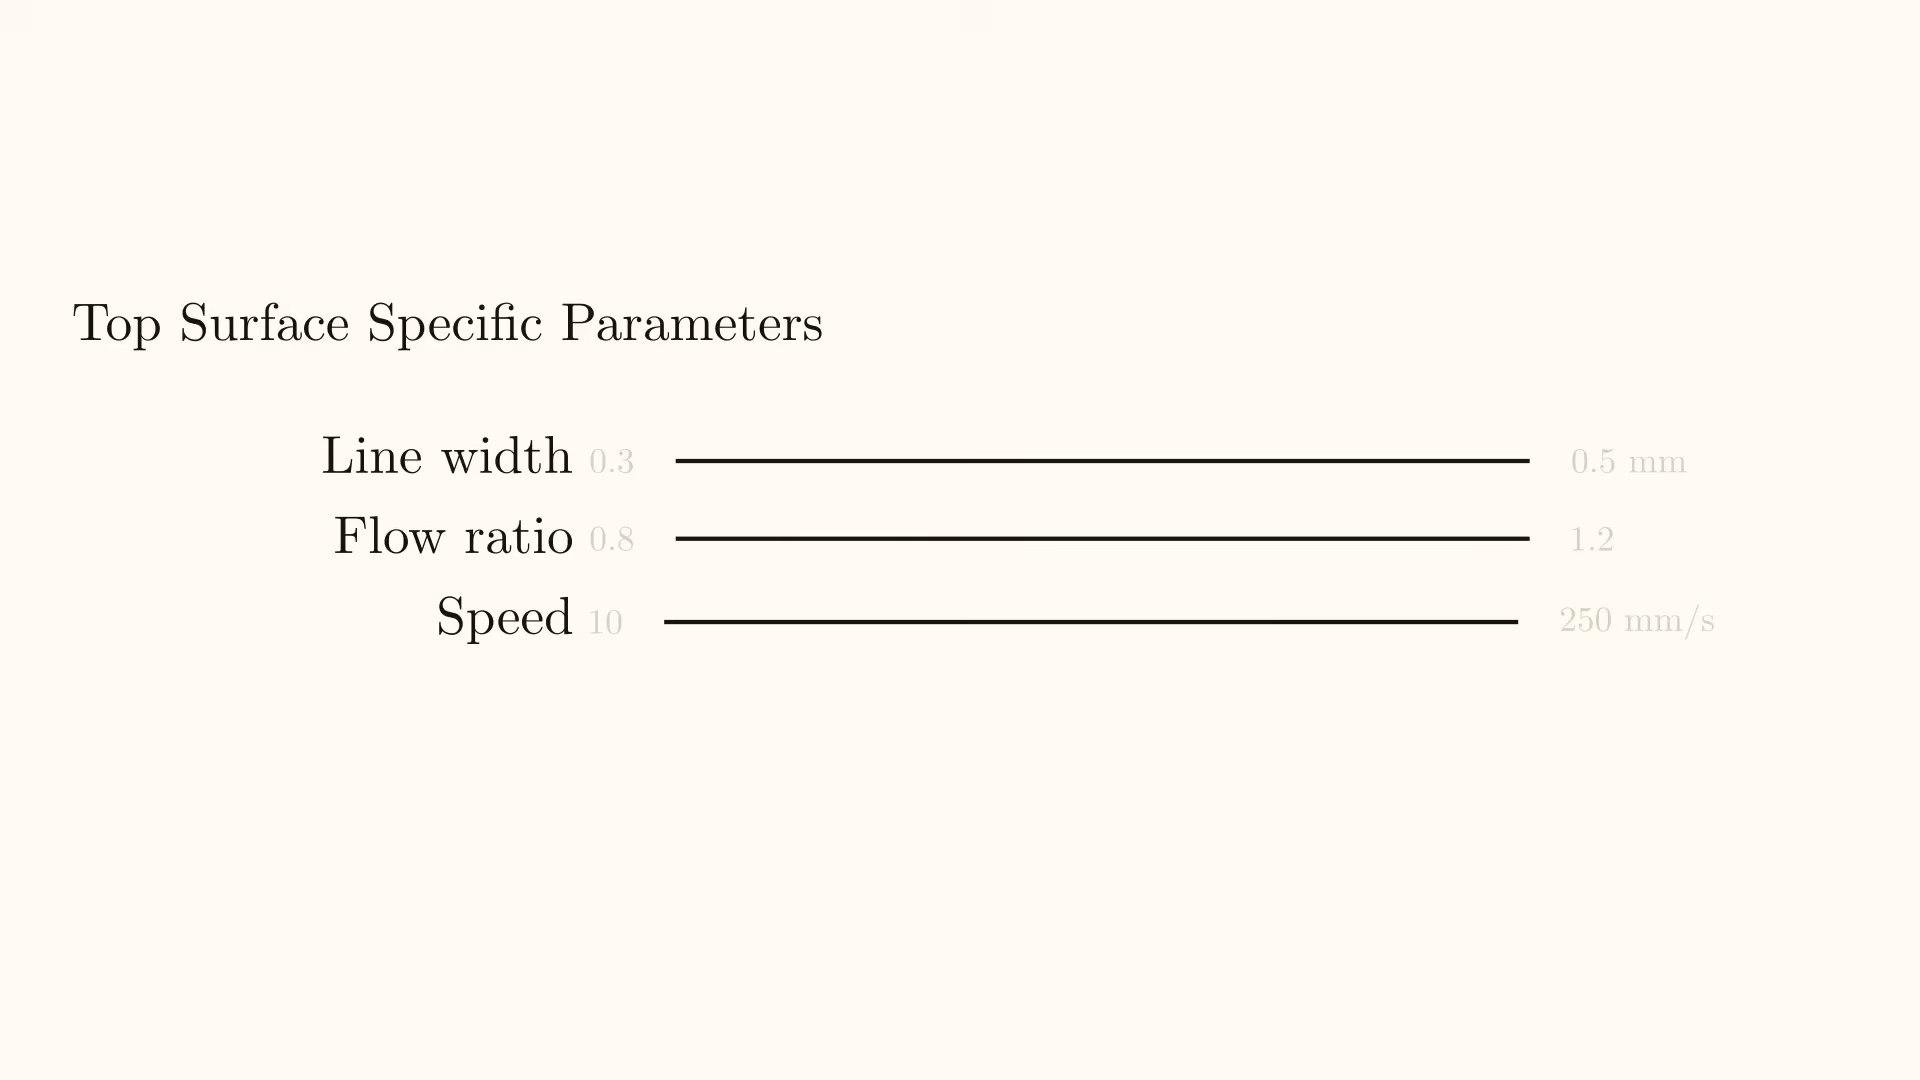 Top Surface Specific Parameters
Line width 0.3 0.5 mm
Flow ratio 0.8 1.2
Speed 10 250 mm/s